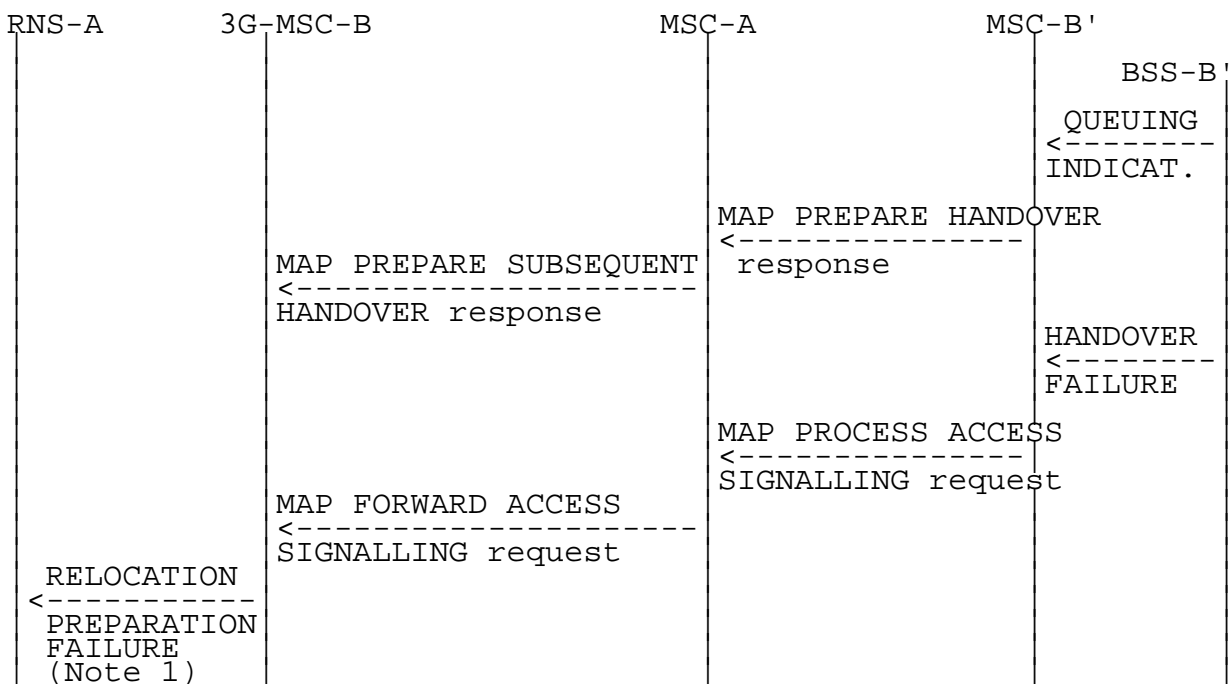 RNS-A 3G-MSC-B MSC-A MSC-B'
BSS-B'
QUEUING
INDICAT.
MAP PREPARE HANDOVER
response
MAP PREPARE SUBSEQUENT
HANDOVER response
HANDOVER
FAILURE
MAP PROCESS ACCESS
SIGNALLING request
MAP FORWARD ACCESS
SIGNALLING request
RELOCATION
PREPARATION
FAILURE
(Note 1)